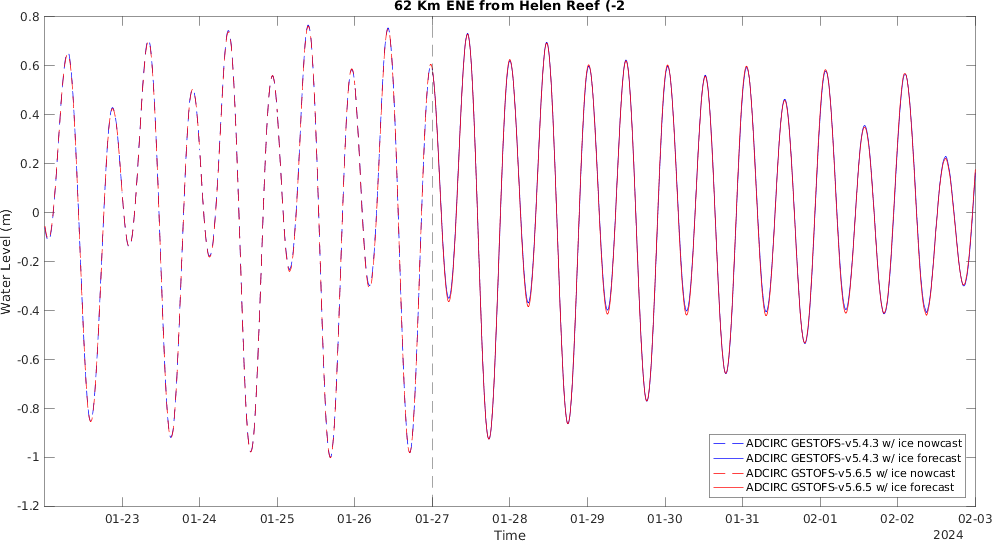 62 Km ENE from Helen Reef (-2
0.8
0.6
0.4
0.2
0
-0.2
-0.4
-0.6
-0.8
-1
-1.2
Water Level (m)
ADCIRC GESTOFS-v5.4.3 w/ ice nowcast
ADCIRC GESTOFS-v5.4.3 w/ ice forecast
ADCIRC GSTOFS-v5.6.5 w/ ice nowcast
ADCIRC GSTOFS-v5.6.5 w/ ice forecast
01-23 01-24 01-25 01-26 01-27 01-28 01-29 01-30 01-31 02-01 02-02 02-03
Time
2024